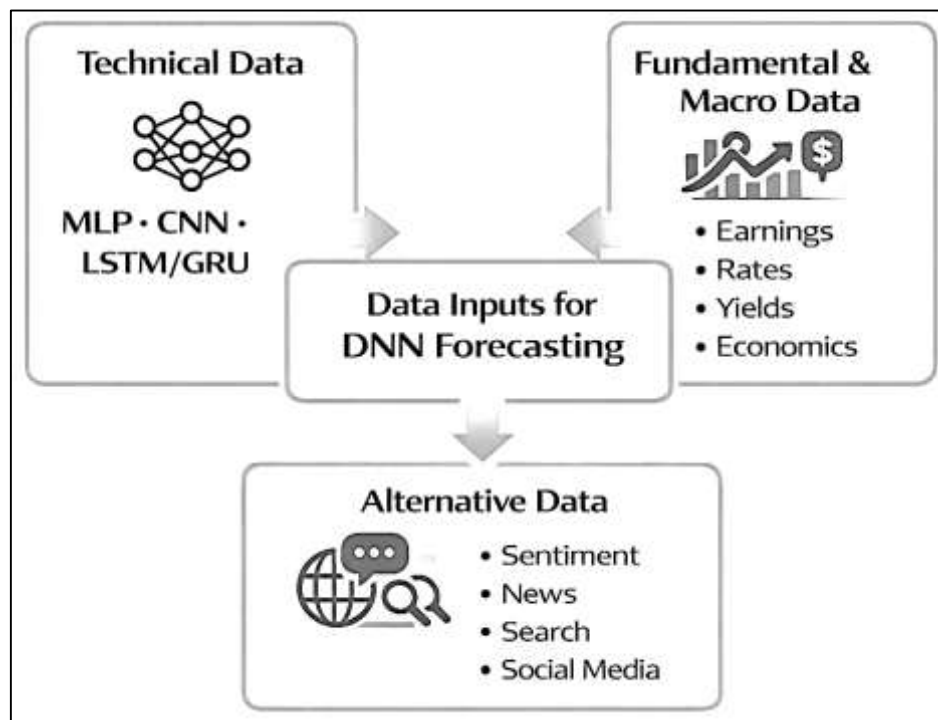 Technical Data
MLP · CNN ·
LSTM/GRU
Fundamental &
Macro Data
$
• Earnings
• Rates
• Yields
• Economics
Data Inputs for
DNN Forecasting
Alternative Data
• Sentiment
• News
• Search
• Social Media